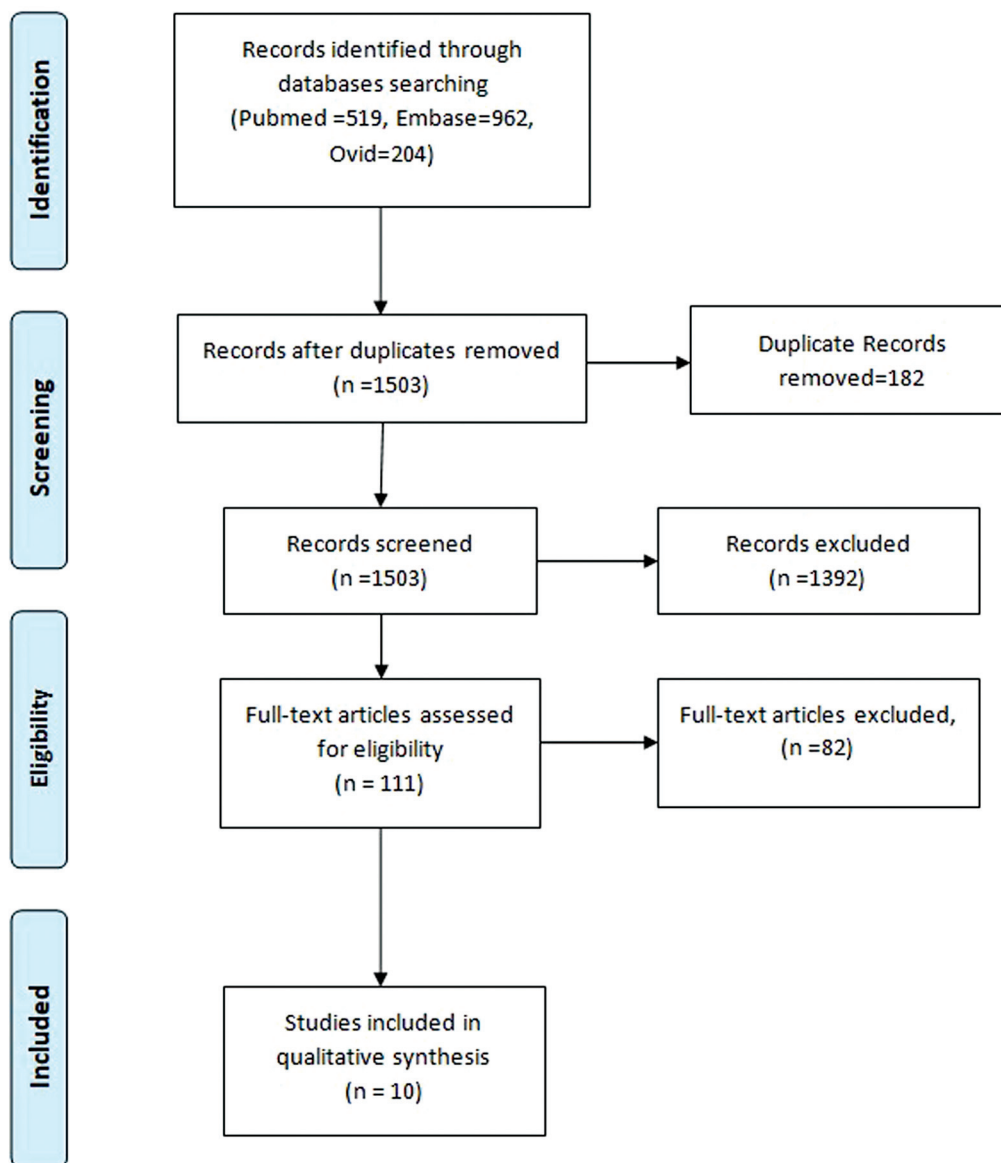 Identification
Records identified through
databases searching
(Pubmed =519, Embase=962,
Ovid=204)
Screening
Records after duplicates removed
(n =1503)
Duplicate Records
removed=182
Records screened
(n =1503)
Records excluded
(n =1392)
Eligibility
Full-text articles assessed
for eligibility
(n = 111)
Full-text articles excluded,
(n =82)
Included
Studies included in
qualitative synthesis
(n = 10)